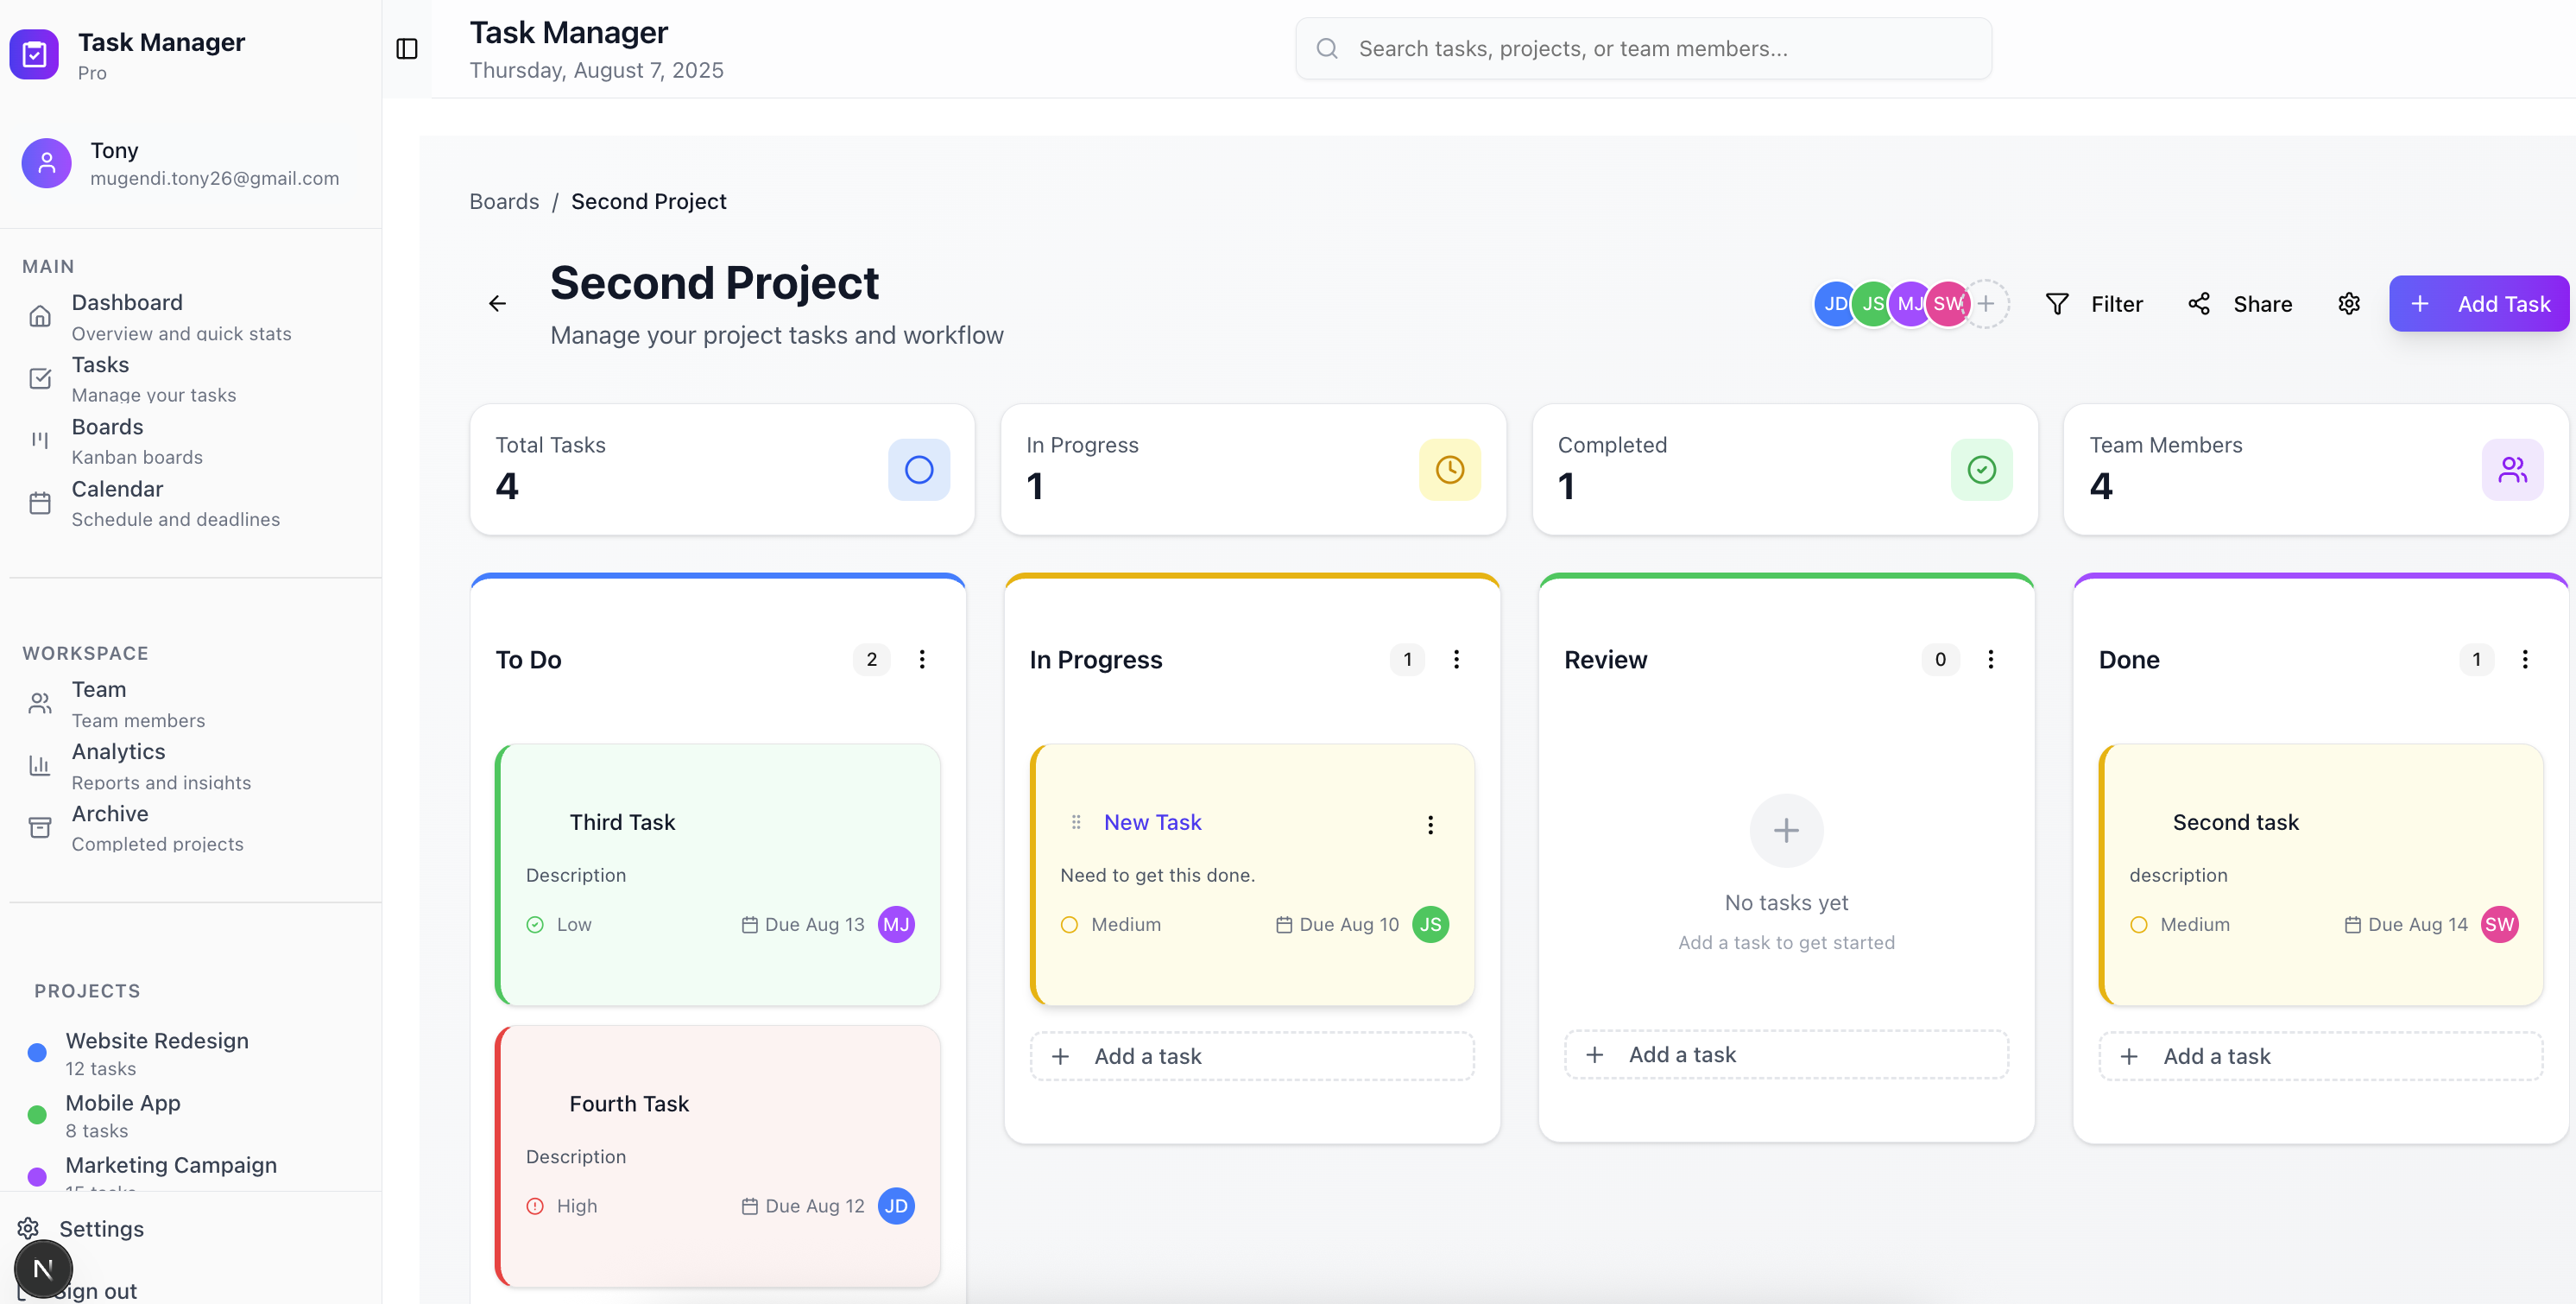 Task Manager
Pro
Tony
mugendi.tony26@gmail.com
MAIN
Dashboard
Overview and quick stats
Tasks
Manage your tasks
Boards
Kanban boards
Calendar
Schedule and deadlines
WORKSPACE
Team
Team members
Analytics
Reports and insights
Archive
Completed projects
PROJECTS
Website Redesign
12 tasks
Mobile App
8 tasks
Marketing Campaign
15 tasks
Settings
N
Sign out
Task Manager
Thursday, August 7, 2025
Search tasks, projects, or team members...
Boards / Second Project
Second Project
Manage your project tasks and workflow
JD JS MJ SW
Filter
Share
Add Task
Total Tasks
4
In Progress
1
Completed
1
Team Members
4
To Do 2
Third Task
Description
Low Due Aug 13 MJ
Fourth Task
Description
High Due Aug 12 JD
In Progress 1
New Task
Need to get this done.
Medium Due Aug 10 JS
Add a task
Review 0
No tasks yet
Add a task to get started
Add a task
Done 1
Second task
description
Medium Due Aug 14 SW
Add a task